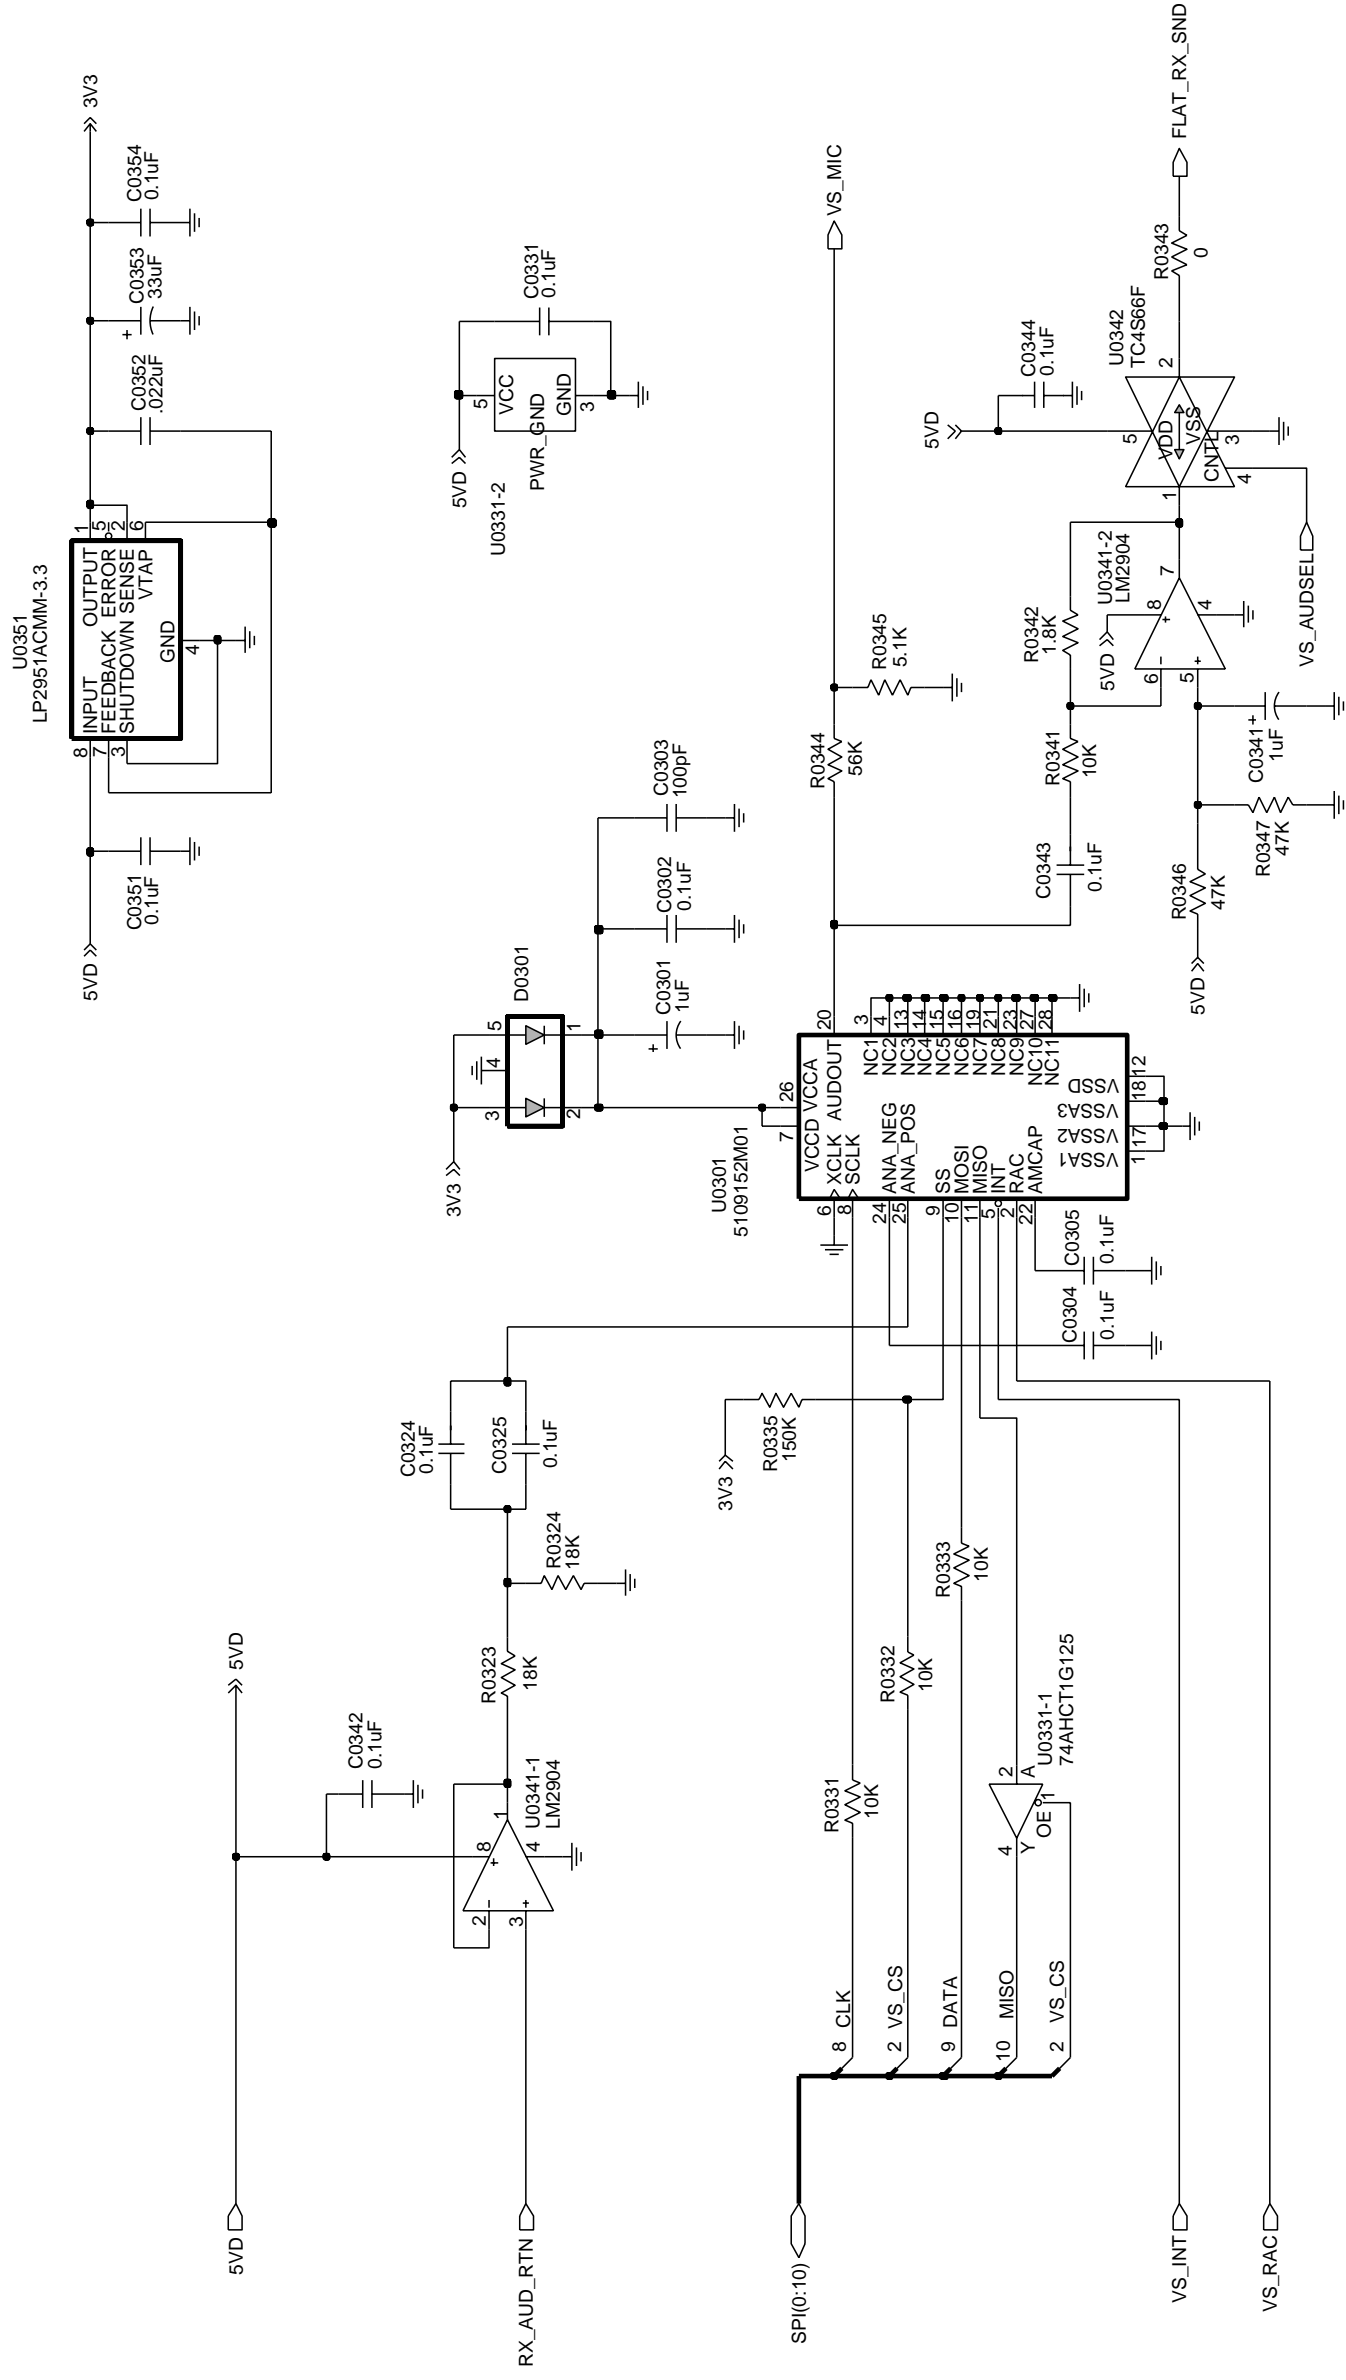 U0351
LP2951ACMM-3.3
5VD
C0351
0.1uF
8
7
3
INPUT
FEEDBACK
SHUTDOWN
OUTPUT
ERROR
SENSE
VTAP
GND
4
1
5
2
6
C0352
.022uF
+
C0353
33uF
C0354
0.1uF
3V3
5VD
U0331-2
5
VCC
PWR_GND
GND
3
C0331
0.1uF
5VD
5VD
C0342
0.1uF
RX_AUD_RTN
2
3
-
+
+
8
4
1
U0341-1
LM2904
R0323
18K
R0324
18K
C0324
0.1uF
C0325
0.1uF
3V3
3
4
5
2
1
D0301
+
C0301
1uF
C0302
0.1uF
C0303
100pF
U0301
5109152M01
7
26
VCCD
VCCA
6
XCLK
8
SCLK
24
ANA_NEG
25
ANA_POS
9
SS
10
MOSI
11
MISO
5
INT
2
RAC
22
AMCAP
AUDOUT
20
NC1
3
NC2
4
NC3
13
NC4
14
NC5
15
NC6
16
NC7
19
NC8
21
NC9
23
NC10
27
NC11
28
VSSA1
VSSA2
VSSA3
VSSD
1
17
18
12
C0304
0.1uF
C0305
0.1uF
3V3
R0335
150K
R0331
10K
R0332
10K
R0333
10K
U0331-1
74AHCT1G125
2
A
OE
1
4
Y
SPI(0:10)
8
CLK
2
VS_CS
9
DATA
10
MISO
2
VS_CS
VS_INT
VS_RAC
R0344
56K
R0345
5.1K
VS_MIC
C0343
0.1uF
R0341
10K
R0342
1.8K
5VD
R0346
47K
R0347
47K
C0341
+
1uF
5VD
6
5
-
+
+
8
4
7
U0341-2
LM2904
VS_AUDSEL
5VD
C0344
0.1uF
U0342
TC4S66F
5
VDD
VSS
CNTL
1
2
3
4
R0343
0
FLAT_RX_SND